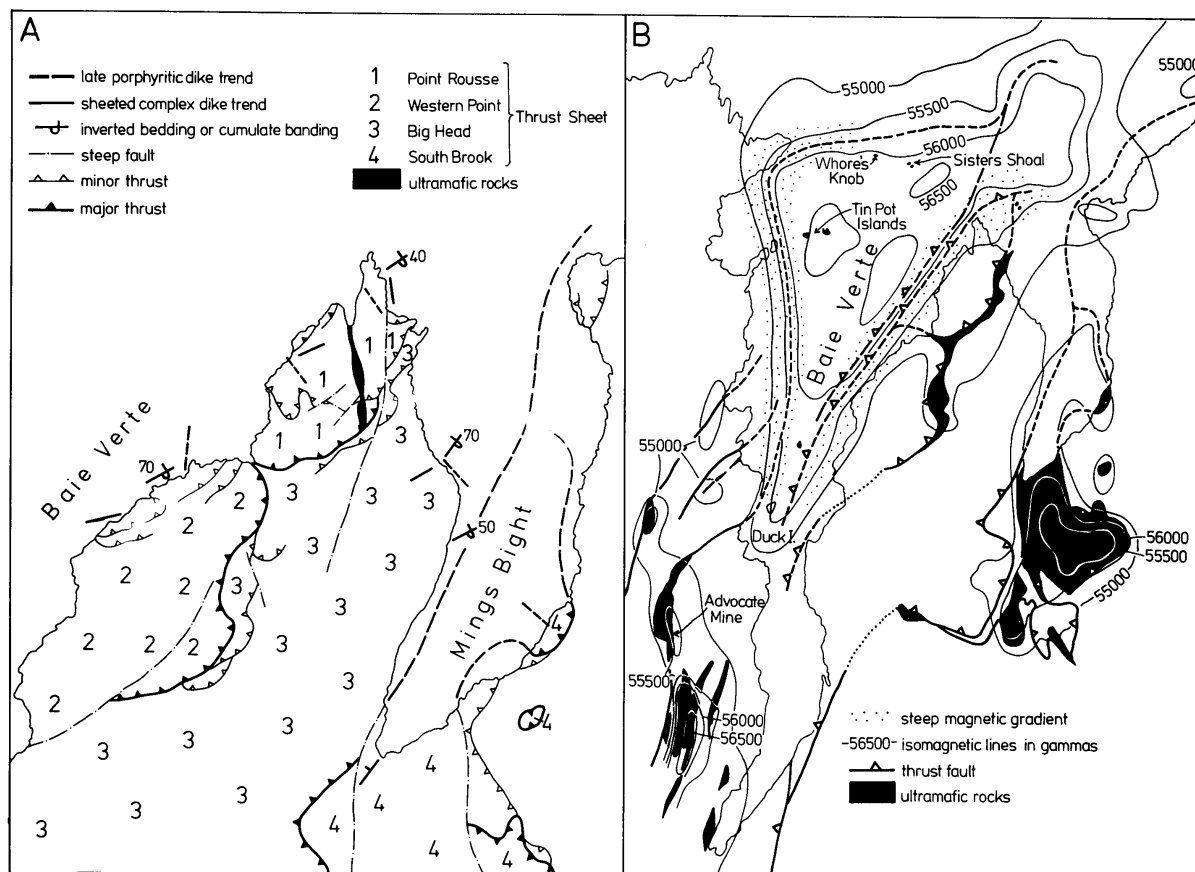 A
late porphyritic dike trend
sheeted complex dike trend
inverted bedding or cumulate banding
steep fault
minor thrust
major thrust
1 Point Rousse
2 Western Point
3 Big Head
4 South Brook
Thrust Sheet
ultramafic rocks
40
1
1
3
1
1
1
3
Baie Verte
70
70
2
3
3
3
2
50
3
2
2
3
3
Mings Bight
3
4
2
2
2
3
3
2
4
3
3
3
4
3
3
4
3
4
4
B
55000
55500
55000
56000
Whore's
Knob
Sisters Shoal
56500
Tin Pot
Islands
Baie Verte
55000
Duck I.
56000
55500
55000
Advocate
Mine
55500
56000
56500
steep magnetic gradient
-56500- isomagnetic lines in gammas
thrust fault
ultramafic rocks